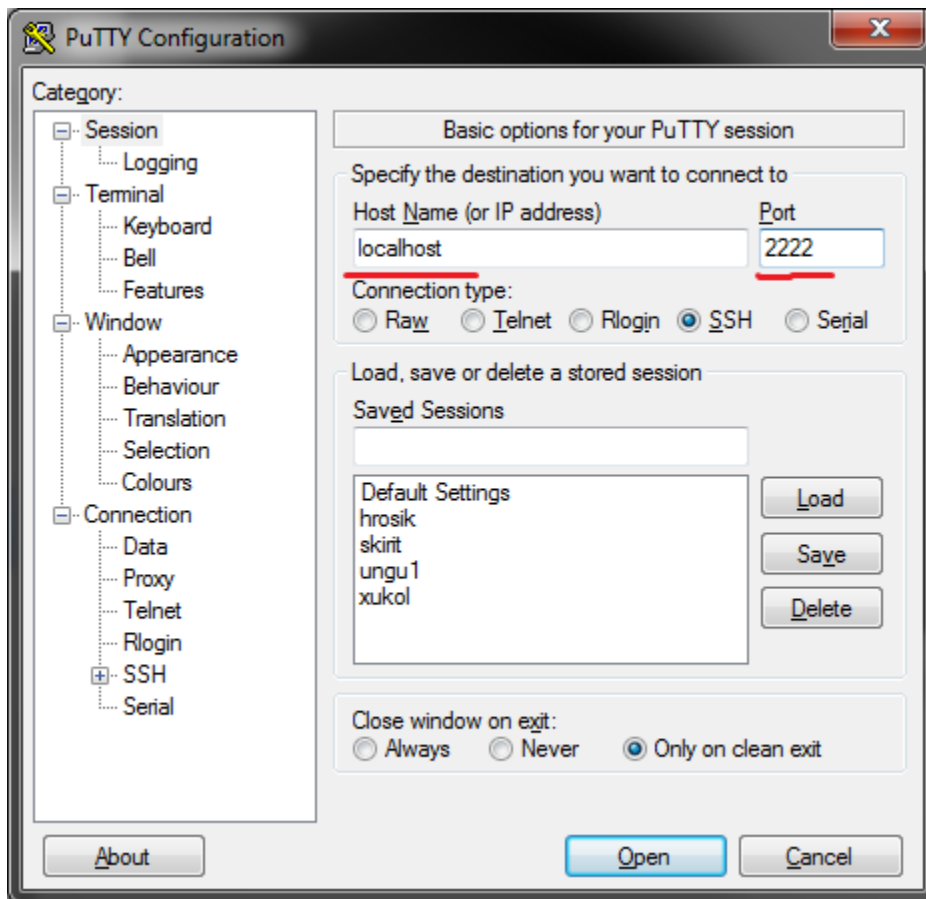 PuTTY Configuration
X
Category:
Session
Logging
Terminal
Keyboard
Bell
Features
Window
Appearance
Behaviour
Translation
Selection
Colours
Connection
Data
Proxy
Telnet
Rlogin
SSH
Serial
Basic options for your PuTTY session
Specify the destination you want to connect to
Host Name (or IP address) Port
localhost 2222
Connection type:
Raw Telnet Rlogin SSH Serial
Load, save or delete a stored session
Saved Sessions
Default Settings
hrosik
skirit
ungu1
xukol
Load
Save
Delete
Close window on exit:
Always Never Only on clean exit
About Open Cancel